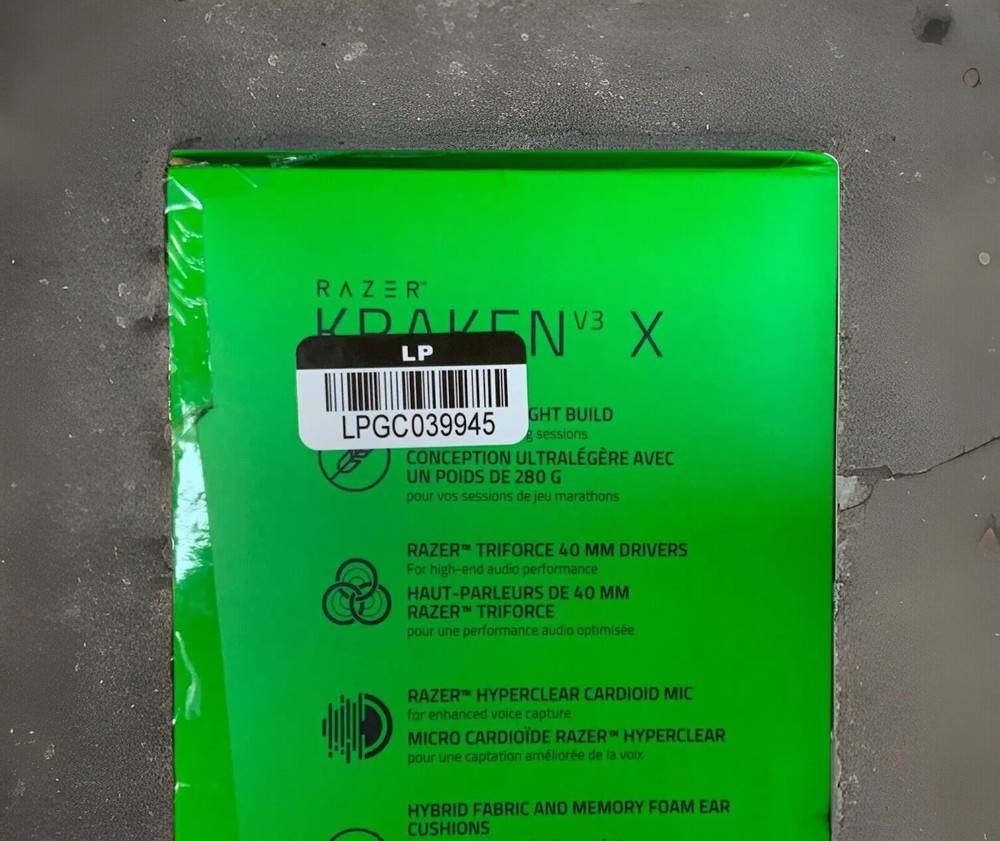 RAZER™
KRAKEN V3 X
LP
LPGC039945
GHT BUILD
g sessions
CONCEPTION ULTRALÉGÈRE AVEC
UN POIDS DE 280 G
pour vos sessions de jeu marathons
RAZER™ TRIFORCE 40 MM DRIVERS
For high-end audio performance
HAUT-PARLEURS DE 40 MM
RAZER™ TRIFORCE
pour une performance audio optimisée
RAZER™ HYPERCLEAR CARDIOID MIC
for enhanced voice capture
MICRO CARDIOÏDE RAZER™ HYPERCLEAR
pour une captation améliorée de la voix
HYBRID FABRIC AND MEMORY FOAM EAR
CUSHIONS